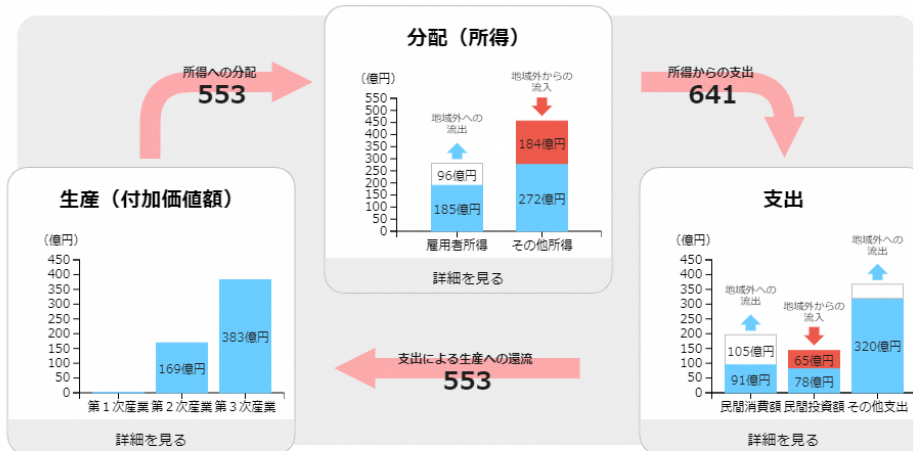 分配（所得）
所得への分配
553
（億円）
550
500
450
400
350
300
250
200
150
100
50
0
地域外への
流出
地域外からの
流入
96億円
185億円
184億円
272億円
雇用者所得
その他所得
詳細を見る
所得からの支出
641
生産（付加価値額）
（億円）
450
400
350
300
250
200
150
100
50
0
169億円
383億円
第１次産業
第２次産業
第３次産業
詳細を見る
支出による生産への還流
553
支出
（億円）
450
400
350
300
250
200
150
100
50
0
地域外への
流出
地域外からの
流入
地域外への
流出
105億円
91億円
65億円
78億円
320億円
民間消費額
民間投資額
その他支出
詳細を見る